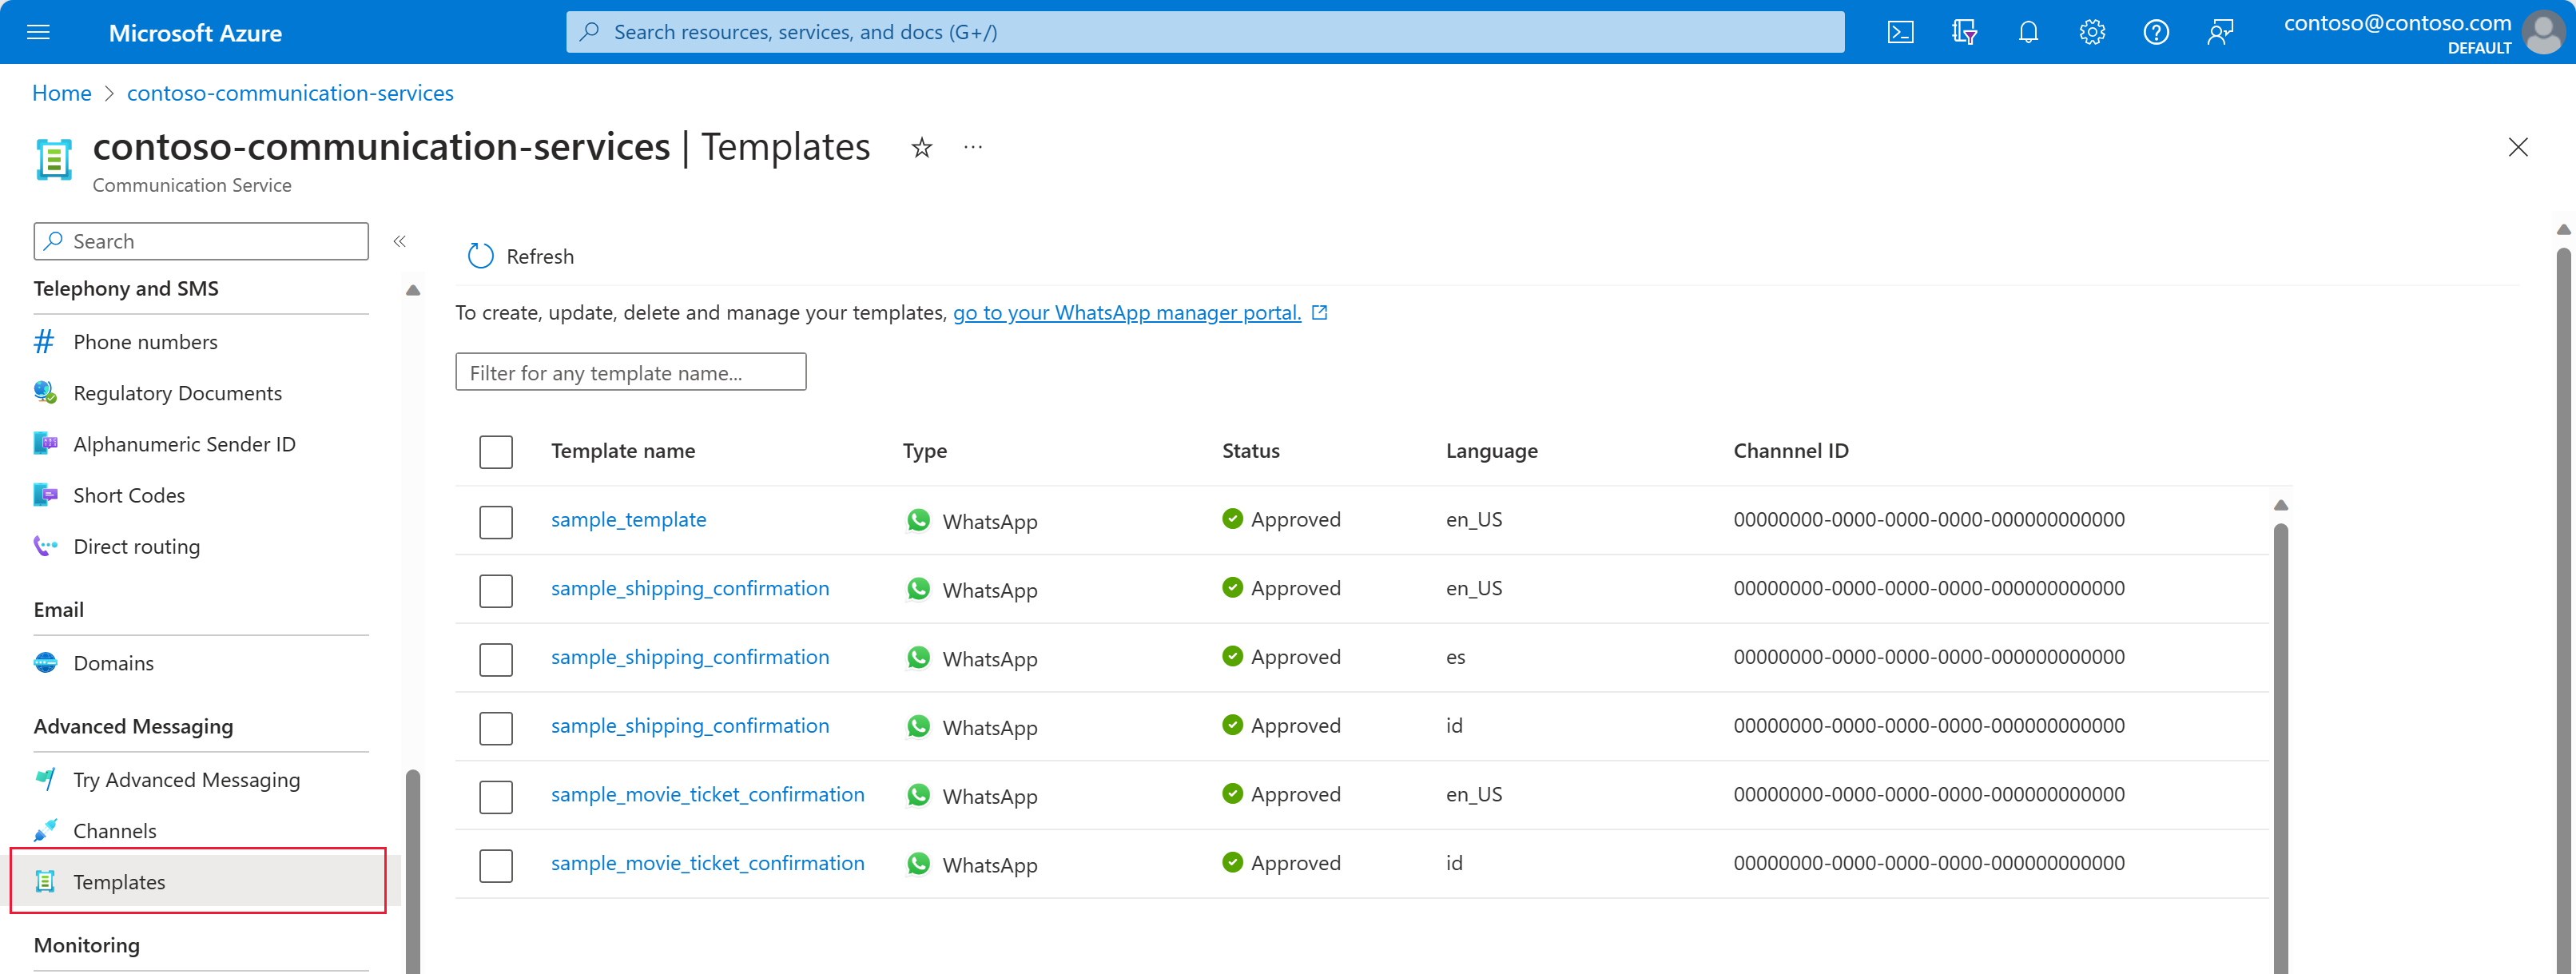 Microsoft Azure
Search resources, services, and docs (G+/)
contoso@contoso.com
DEFAULT
Home > contoso-communication-services
contoso-communication-services | Templates
Communication Service
Search
Telephony and SMS
Phone numbers
Regulatory Documents
Alphanumeric Sender ID
Short Codes
Direct routing
Email
Domains
Advanced Messaging
Try Advanced Messaging
Channels
Templates
Monitoring
Refresh
To create, update, delete and manage your templates, go to your WhatsApp manager portal.
Filter for any template name...
Template name Type Status Language Channnel ID
sample_template WhatsApp Approved en_US 00000000-0000-0000-0000-000000000000
sample_shipping_confirmation WhatsApp Approved en_US 00000000-0000-0000-0000-000000000000
sample_shipping_confirmation WhatsApp Approved es 00000000-0000-0000-0000-000000000000
sample_shipping_confirmation WhatsApp Approved id 00000000-0000-0000-0000-000000000000
sample_movie_ticket_confirmation WhatsApp Approved en_US 00000000-0000-0000-0000-000000000000
sample_movie_ticket_confirmation WhatsApp Approved id 00000000-0000-0000-0000-000000000000